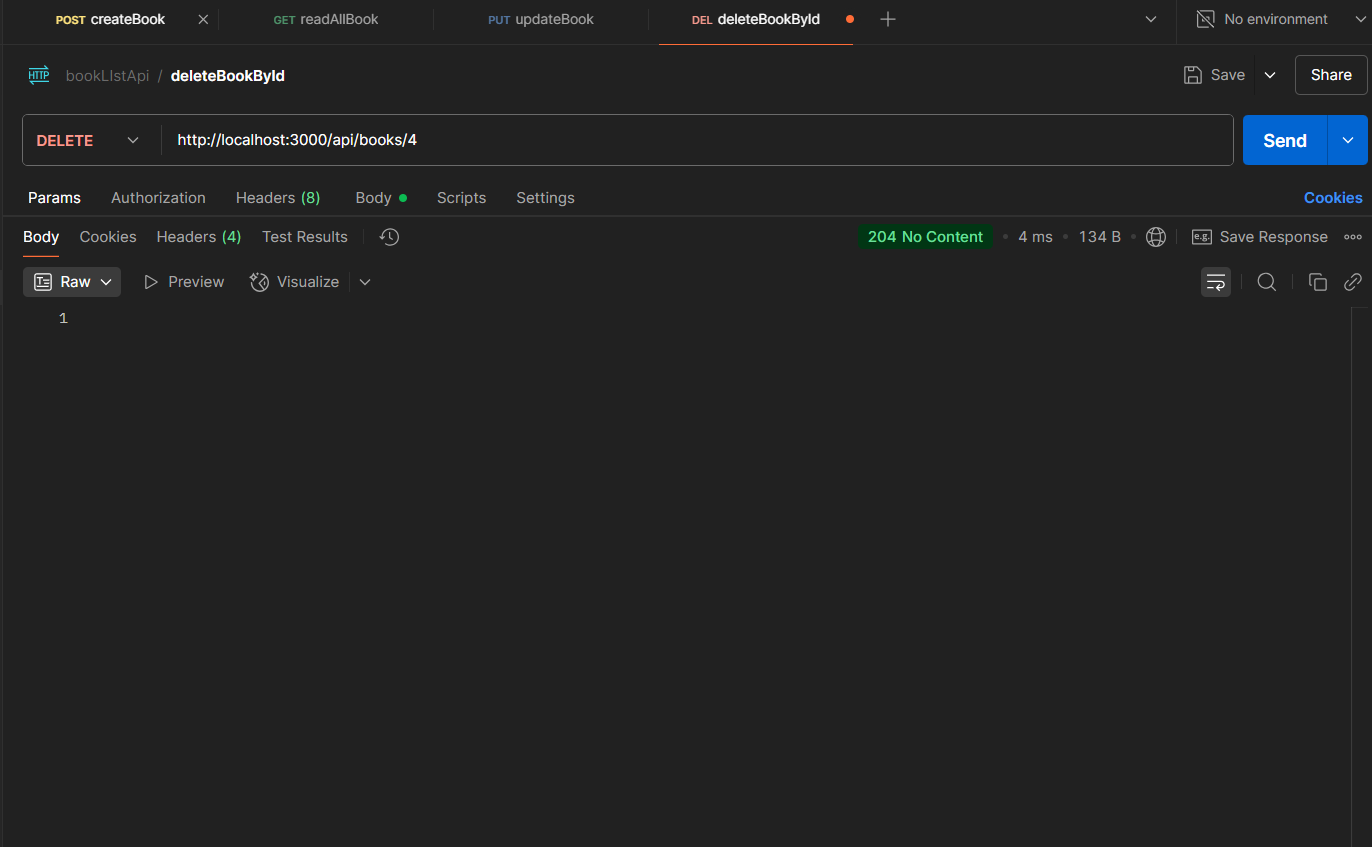 POST createBook GET readAllBook PUT updateBook DEL deleteBookById No environment
HTTP bookLIstApi / deleteBookById Save Share
DELETE http://localhost:3000/api/books/4 Send
Params Authorization Headers (8) Body Scripts Settings Cookies
Body Cookies Headers (4) Test Results 204 No Content 4 ms 134 B e.g. Save Response
Raw Preview Visualize
1